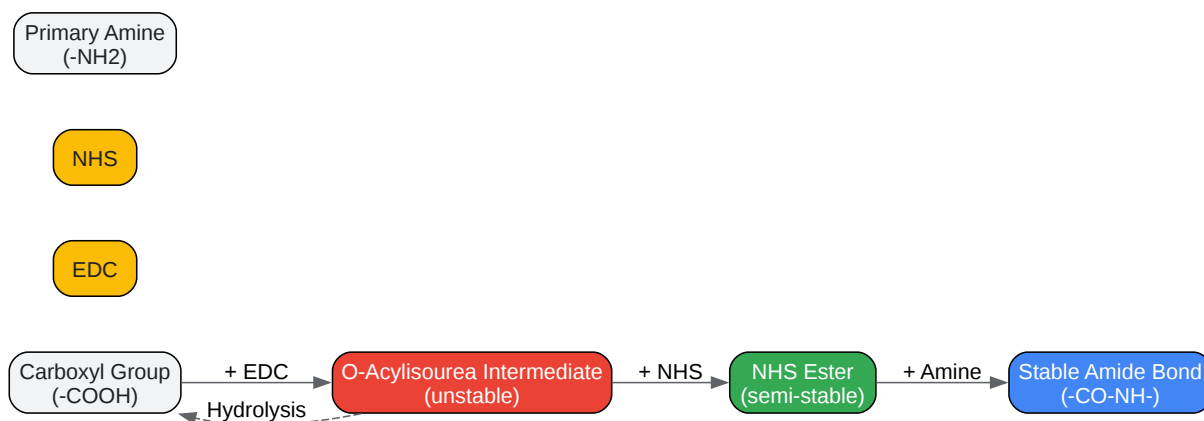 Primary Amine
(-NH2)
NHS
EDC
Carboxyl Group
(-COOH)
+ EDC
Hydrolysis
O-Acylisourea Intermediate
(unstable)
+ NHS
NHS Ester
(semi-stable)
+ Amine
Stable Amide Bond
(-CO-NH-)